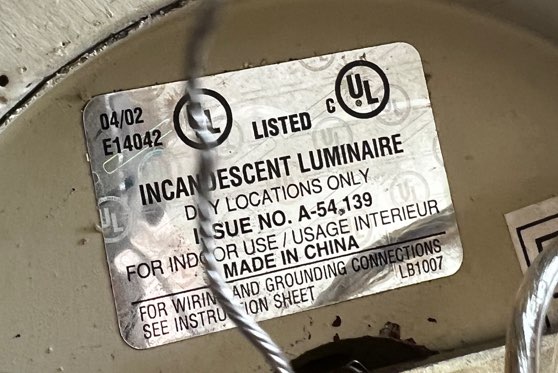 04/02
E14042
UL LISTED
C UL
INCANDESCENT LUMINAIRE
DRY LOCATIONS ONLY
ISSUE NO. A-54,139
FOR INDOOR USE / USAGE INTERIEUR
MADE IN CHINA
FOR WIRING AND GROUNDING CONNECTIONS
SEE INSTRUCTION SHEET
LB1007